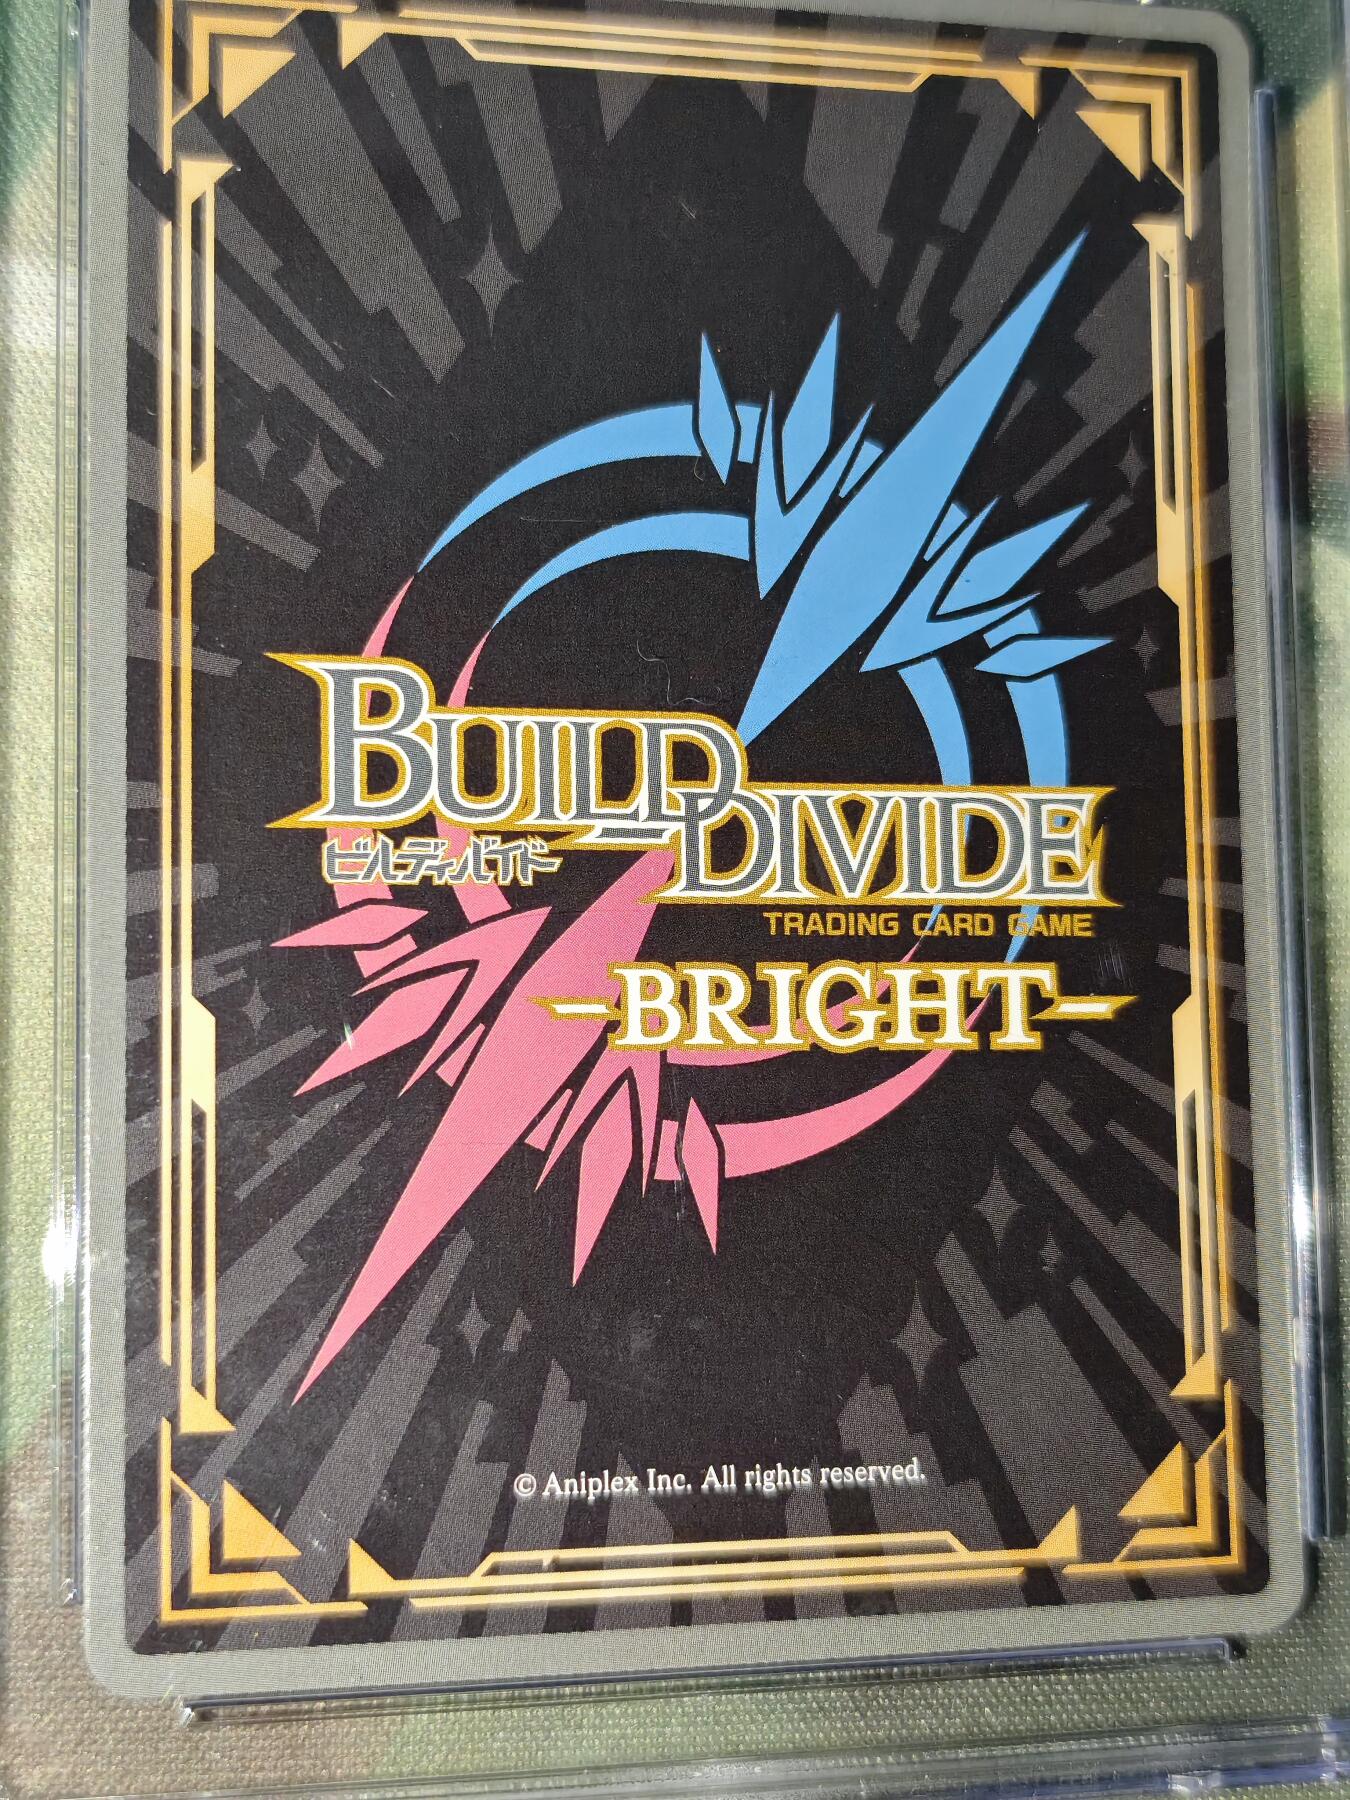 BUILD DIVIDE
ビルディバイド
TRADING CARD GAME
-BRIGHT-
© Aniplex Inc. All rights reserved.